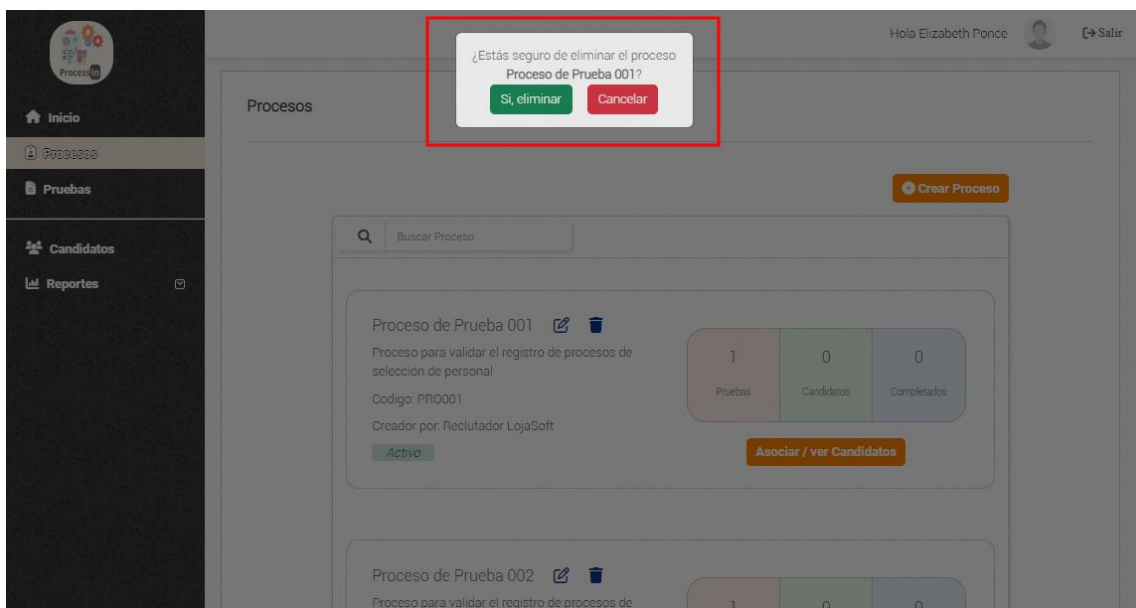 Processin
Hola Elizabeth Ponce
Salir
¿Estás seguro de eliminar el proceso
Proceso de Prueba 001?
Si, eliminar
Cancelar
Inicio
Procesos
Pruebas
Candidatos
Reportes
Procesos
Crear Proceso
Buscar Proceso
Proceso de Prueba 001
Proceso para validar el registro de procesos de
selección de personal
Codigo: PRO001
Creador por: Reclutador LojaSoft
Activo
1
0
0
Pruebas
Candidatos
Completados
Asociar / ver Candidatos
Proceso de Prueba 002
Proceso para validar el registro de procesos de
1
0
0